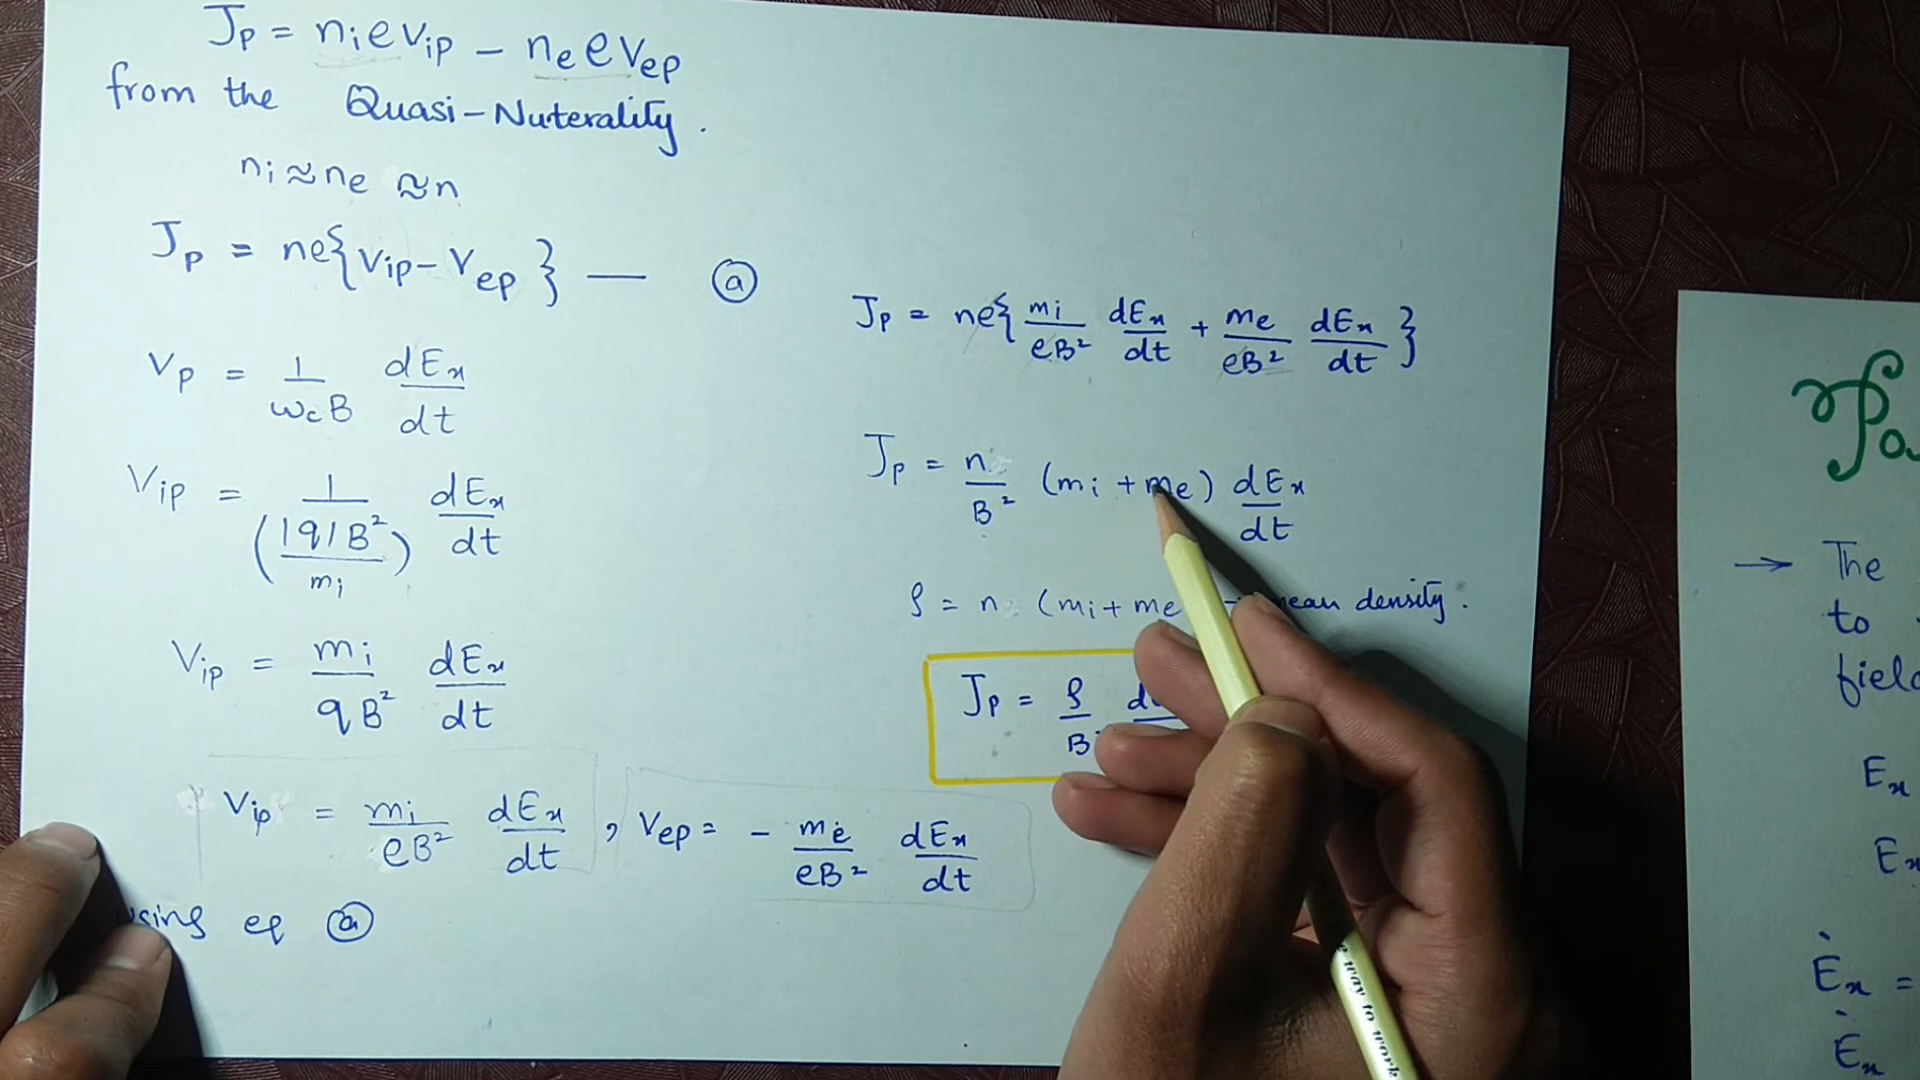 Jp = nieVip − neeVep
from the Quasi-Nuterality.
ni ≈ ne ≈ n
Jp = ne{Vip − Vep} — ⓐ
Vp = 1/ωcB dEx/dt
Vip = 1/(|q|B²/mi) dEx/dt
Vip = mi/qB² dEx/dt
Vip = mi/eB² dEx/dt , Vep = − me/eB² dEx/dt
eq ⓐ
Jp = ne{mi/eB² dEx/dt + me/eB² dEx/dt}
Jp = n/B² (mi + me) dEx/dt
ρ = n (mi + me density.
Jp = ρ/B
→ The
to
Ex
Ex
Ėx =
Ėx
way to work